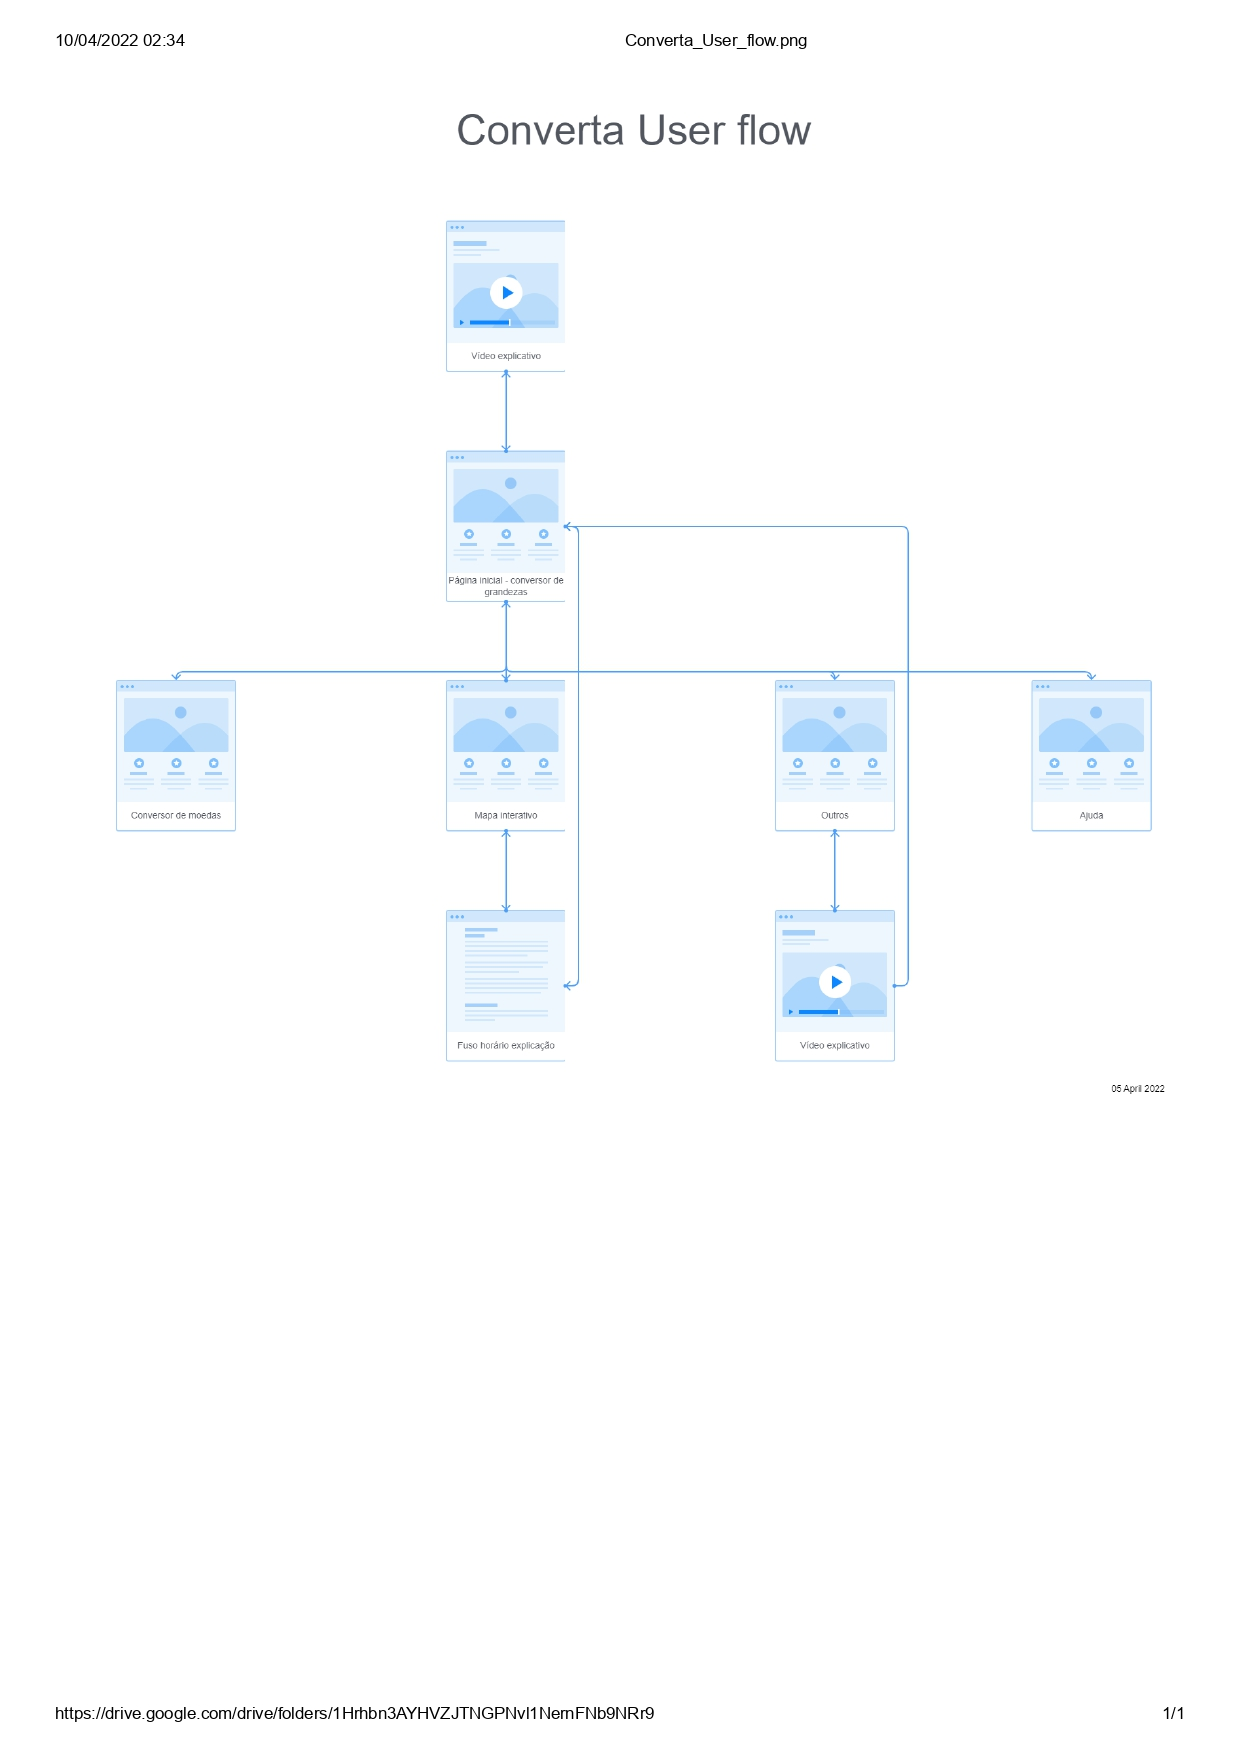 10/04/2022 02:34
Converta_User_flow.png
Converta User flow
Vídeo explicativo
Página inicial - conversor de
grandezas
Conversor de moedas
Mapa interativo
Outros
Ajuda
Fuso horário explicação
Vídeo explicativo
05 April 2022
https://drive.google.com/drive/folders/1Hrhbn3AYHVZJTNGPNvl1NemFNb9NRr9
1/1